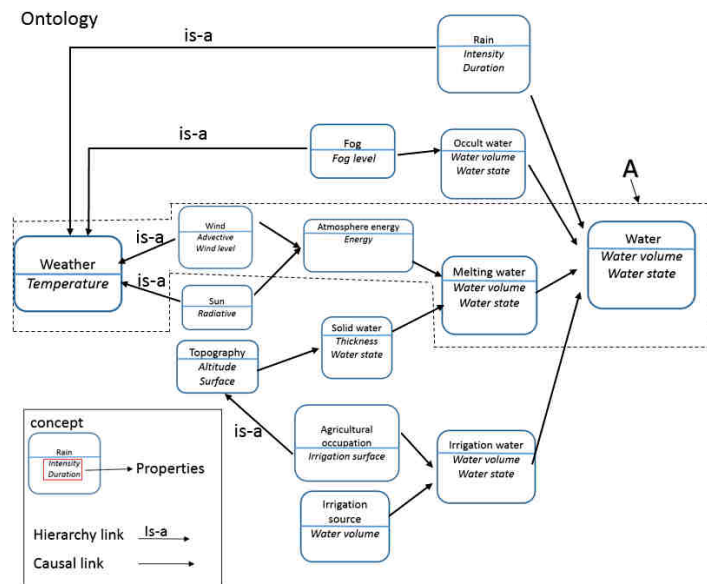 Ontology
is-a
Rain
Intensity
Duration
is-a
Fog
Fog level
Occult water
Water volume
Water state
A
Weather
Temperature
is-a
Wind
Advective
Wind level
Atmosphere energy
Energy
Melting water
Water volume
Water state
Water
Water volume
Water state
is-a
Sun
Radiative
Solid water
Thickness
Water state
Topography
Altitude
Surface
is-a
Agricultural
occupation
Irrigation surface
Irrigation water
Water volume
Water state
Irrigation
source
Water volume
concept
Rain
Intensity
Duration
Properties
Hierarchy link
Is-a
Causal link